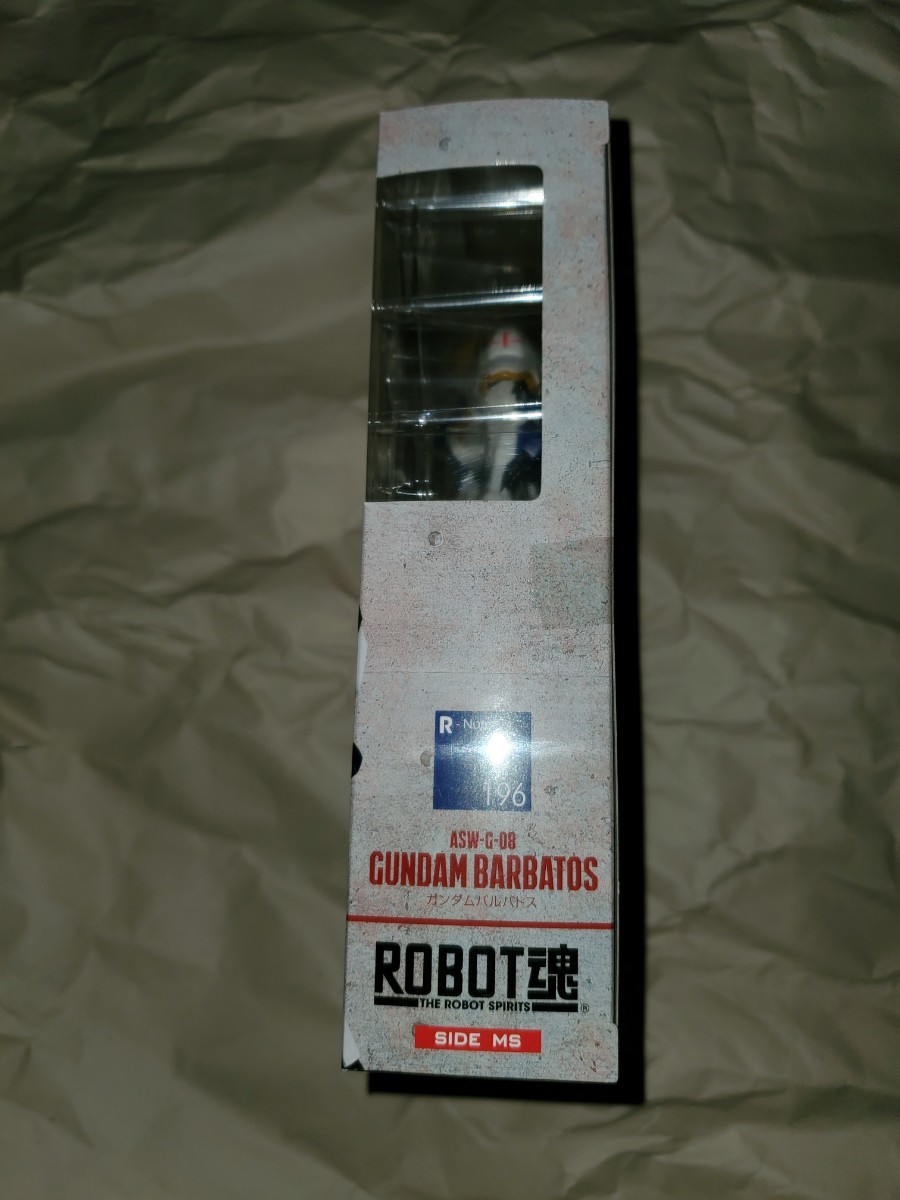 R - No
196
ASW-G-08
GUNDAM BARBATOS
ガンダムバルバトス
ROBOT魂
THE ROBOT SPIRITS
®
SIDE MS